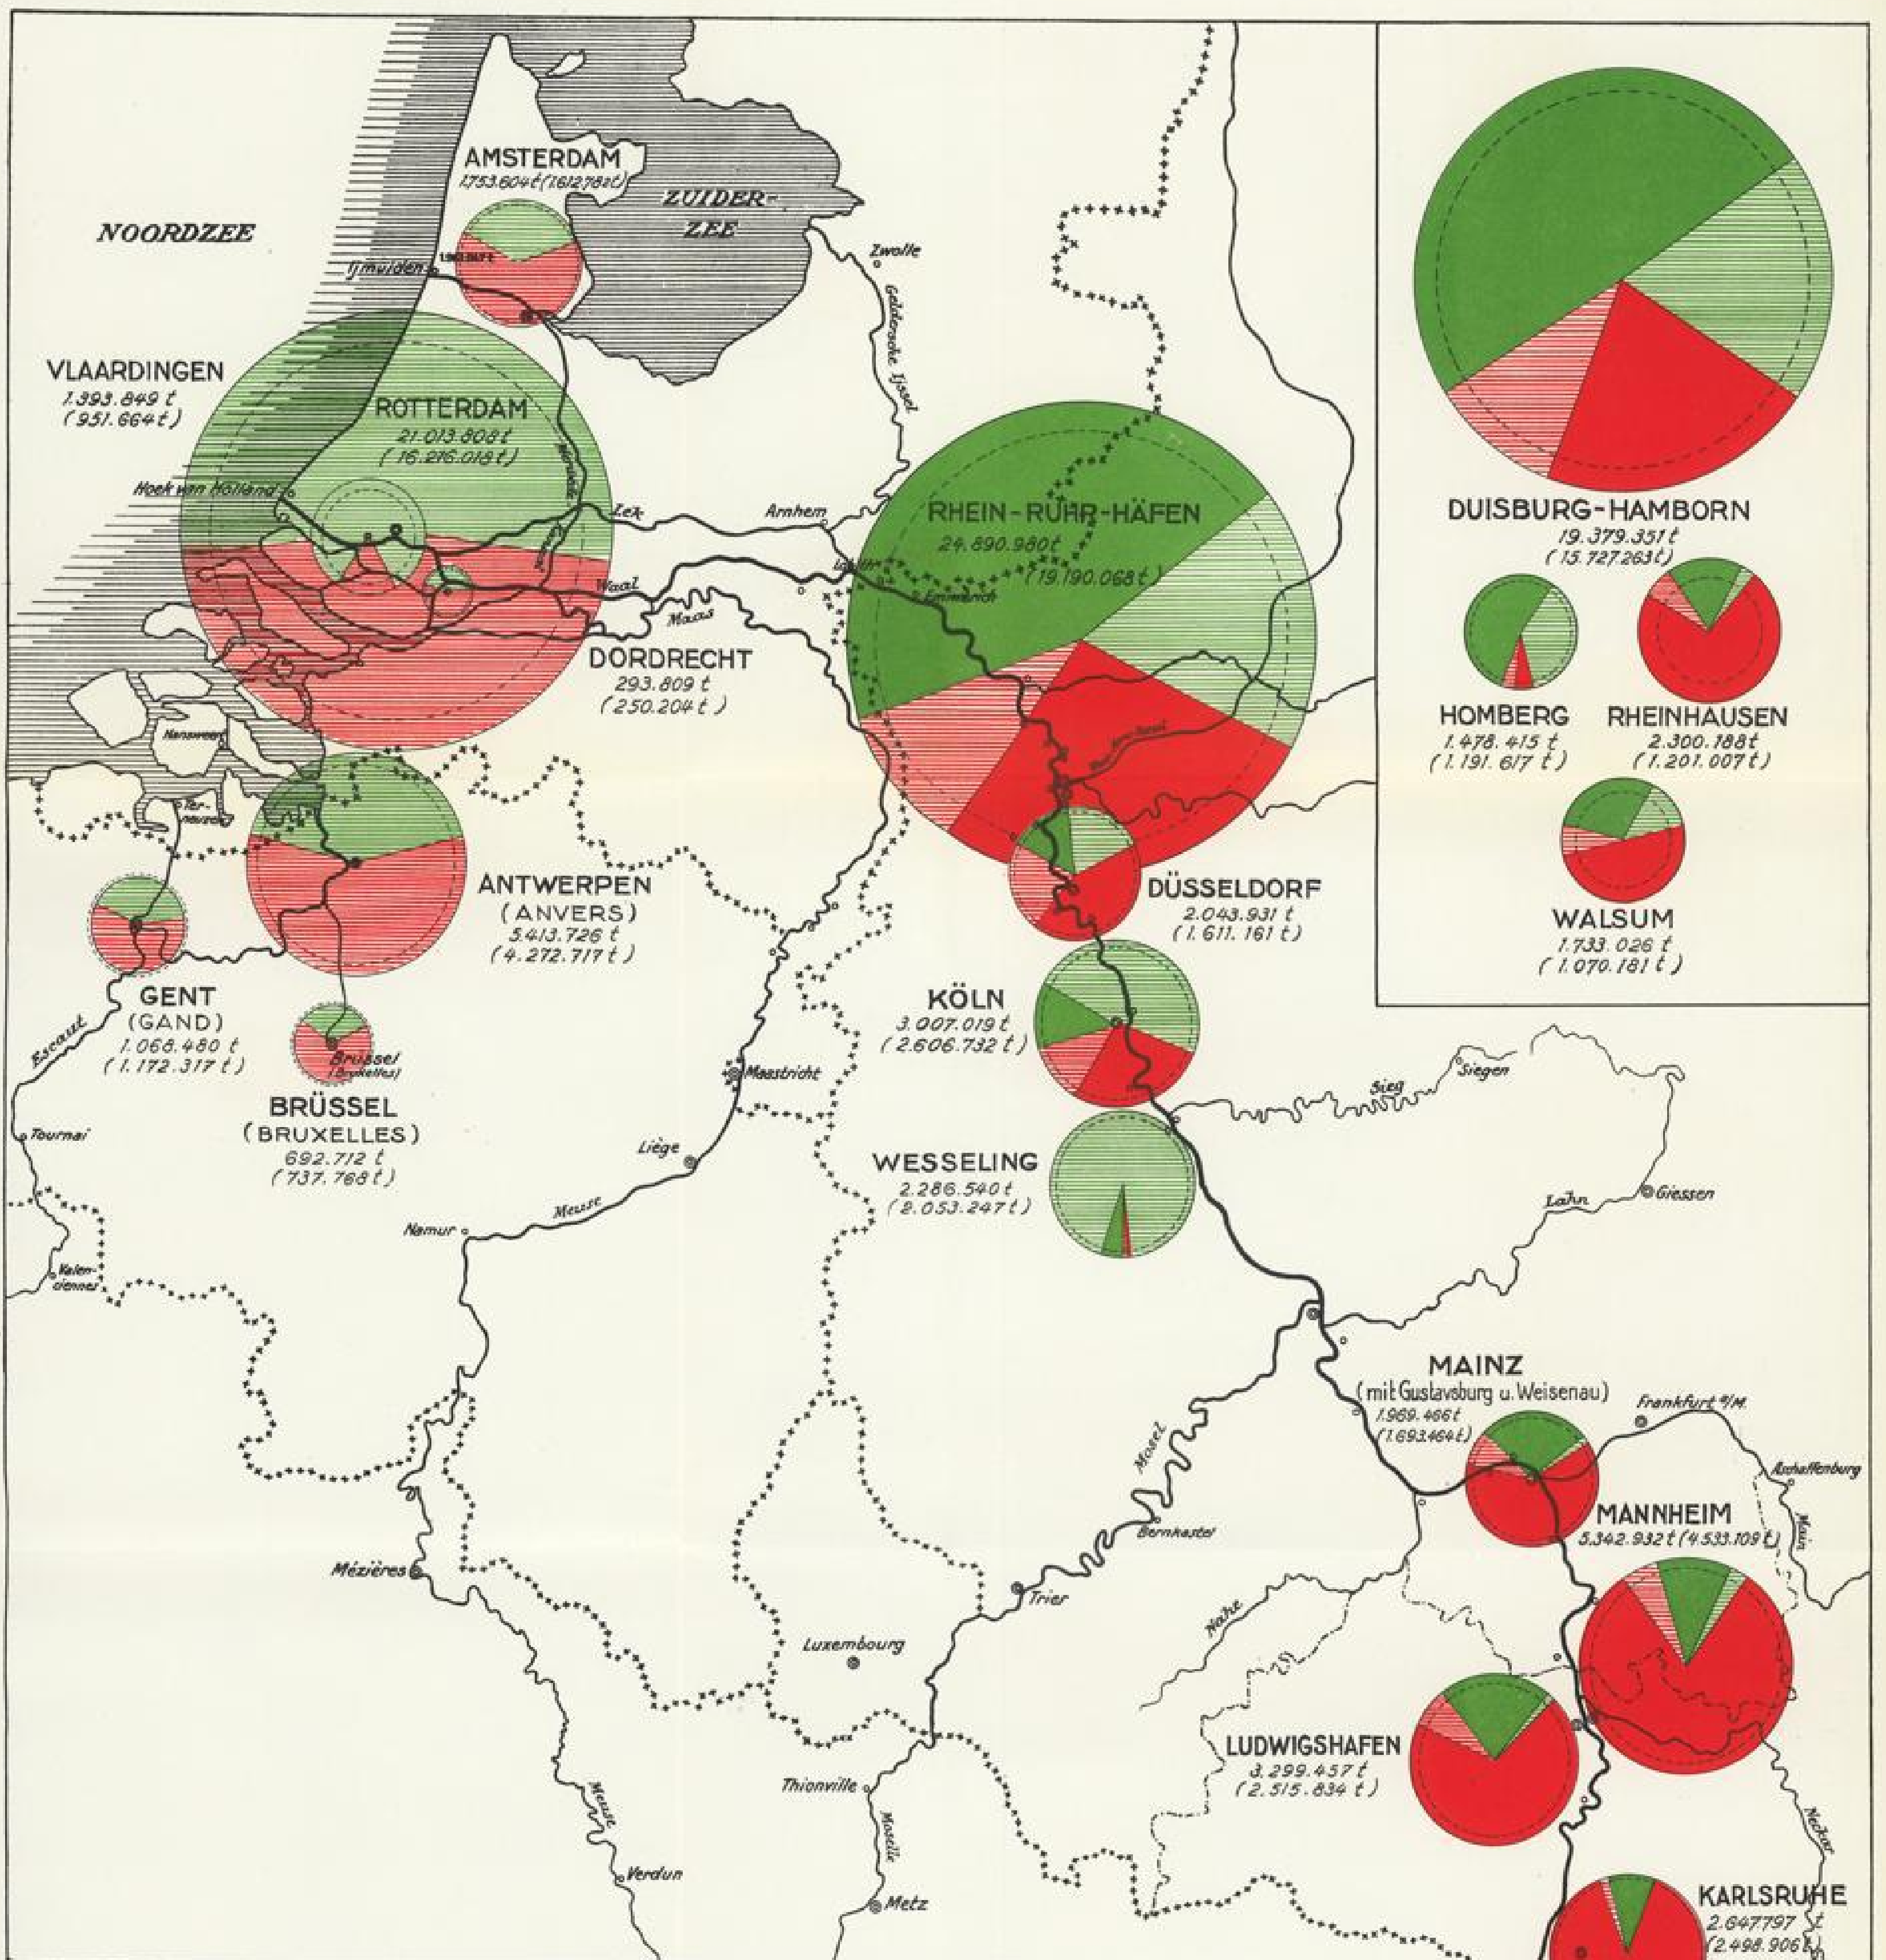 NOORDZEE
AMSTERDAM
1.753.604 t (1.612.782 t)
ZUIDER-
ZEE
Ijmuiden
Zwolle
Geldersche Ijssel
VLAARDINGEN
1.393.849 t
(951.664 t)
ROTTERDAM
21.013.808 t
(16.216.018 t)
Hoek van Holland
Lek
Arnhem
Waal
Maas
RHEIN-RUHR-HÄFEN
24.890.980 t
(19.190.068 t)
Emmerich
DORDRECHT
293.809 t
(250.204 t)
Hansweert
Ter-
neuzen
ANTWERPEN
(ANVERS)
5.413.726 t
(4.272.717 t)
GENT
(GAND)
1.068.480 t
(1.172.317 t)
Escaut
Brussel
(Bruxelles)
BRÜSSEL
(BRUXELLES)
692.712 t
(737.768 t)
Tournai
Valen-
ciennes
Maastricht
Liège
Meuse
Namur
DUISBURG-HAMBORN
19.379.351 t
(15.727.263 t)
HOMBERG
1.478.415 t
(1.191.617 t)
RHEINHAUSEN
2.300.188 t
(1.201.007 t)
WALSUM
1.733.026 t
(1.070.181 t)
DÜSSELDORF
2.043.931 t
(1.611.161 t)
KÖLN
3.007.019 t
(2.606.732 t)
Sieg
Siegen
WESSELING
2.286.540 t
(2.053.247 t)
Lahn
Giessen
MAINZ
(mit Gustavsburg u. Weisenau)
1.969.466 t
(1.693.464 t)
Frankfurt a/M.
Aschaffenburg
Main
Mosel
Bernkastel
Trier
Nahe
MANNHEIM
5.342.932 t (4.533.109 t)
Mézières
Luxembourg
LUDWIGSHAFEN
3.299.457 t
(2.515.834 t)
Neckar
Thionville
Moselle
Meuse
Verdun
Metz
KARLSRUHE
2.647.797 t
(2.498.906 t)